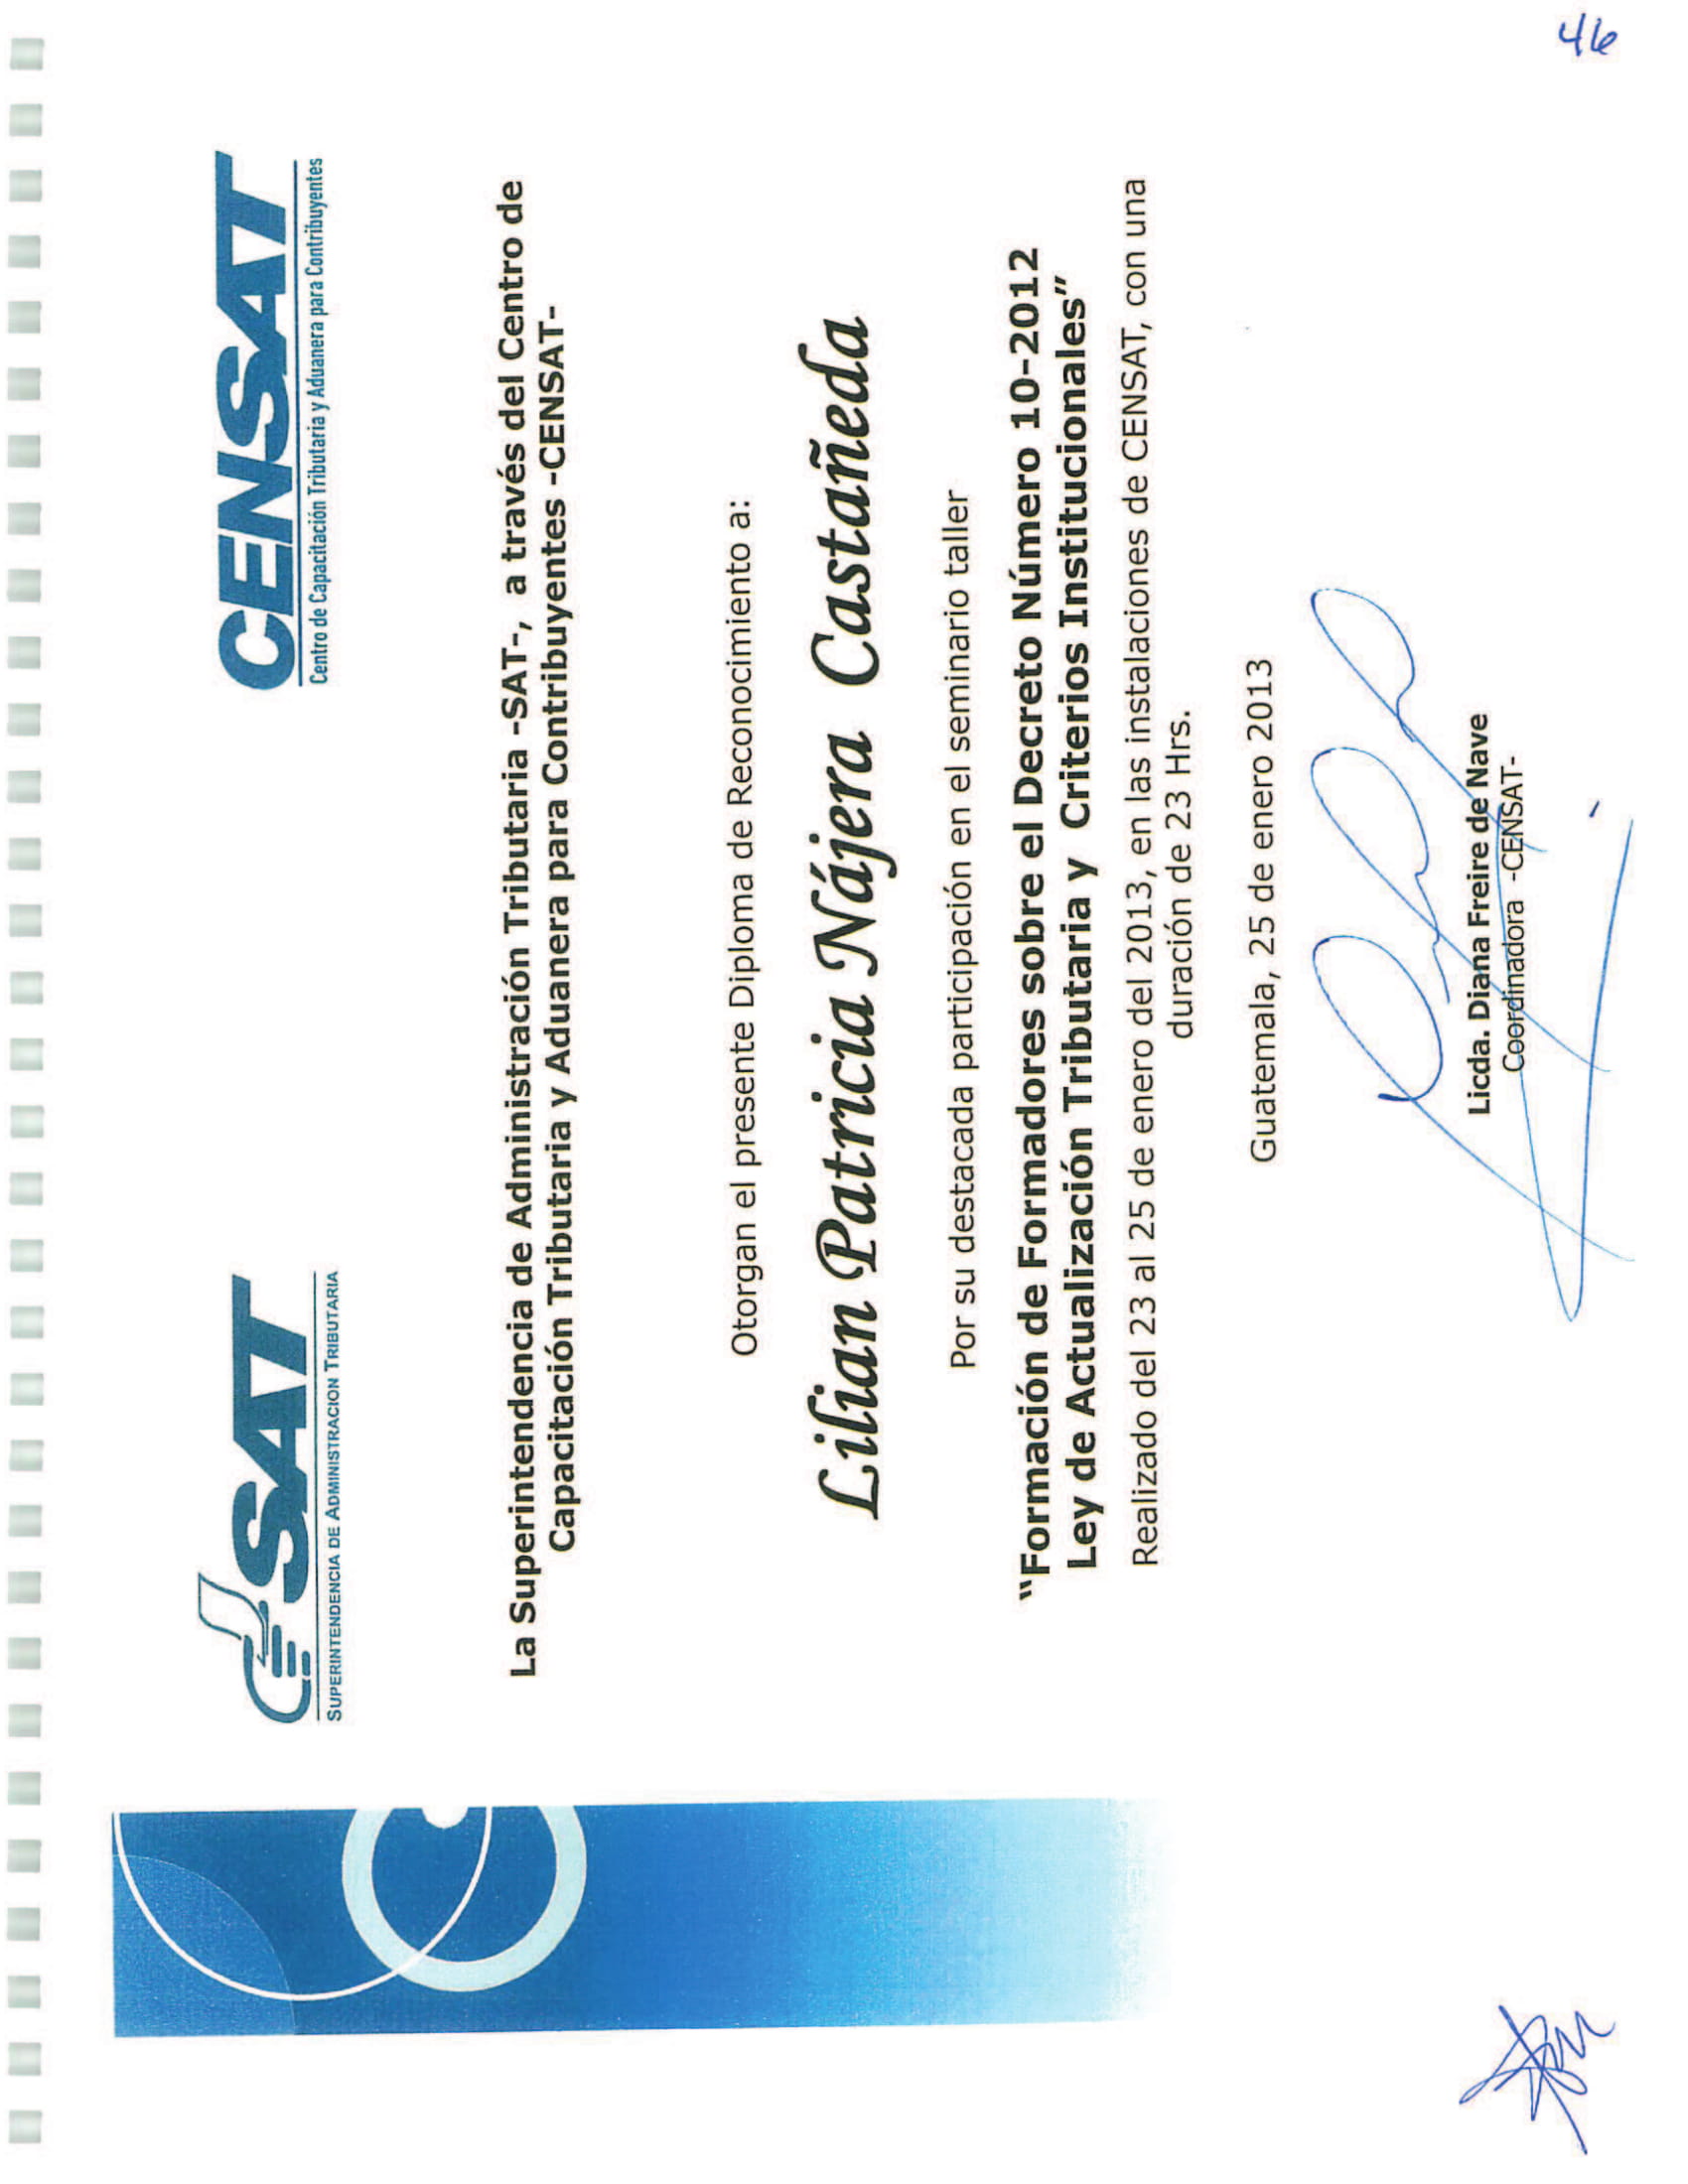 46
SAT
SUPERINTENDENCIA DE ADMINISTRACION TRIBUTARIA
CENSAT
Centro de Capacitación Tributaria y Aduanera para Contribuyentes
La Superintendencia de Administración Tributaria -SAT-, a través del Centro de
Capacitación Tributaria y Aduanera para Contribuyentes -CENSAT-
Otorgan el presente Diploma de Reconocimiento a:
Lilian Patricia Nájera Castañeda
Por su destacada participación en el seminario taller
"Formación de Formadores sobre el Decreto Número 10-2012
Ley de Actualización Tributaria y Criterios Institucionales”
Realizado del 23 al 25 de enero del 2013, en las instalaciones de CENSAT, con una
duración de 23 Hrs.
Guatemala, 25 de enero 2013
Licda. Diana Freire de Nave
Coordinadora -CENSAT-